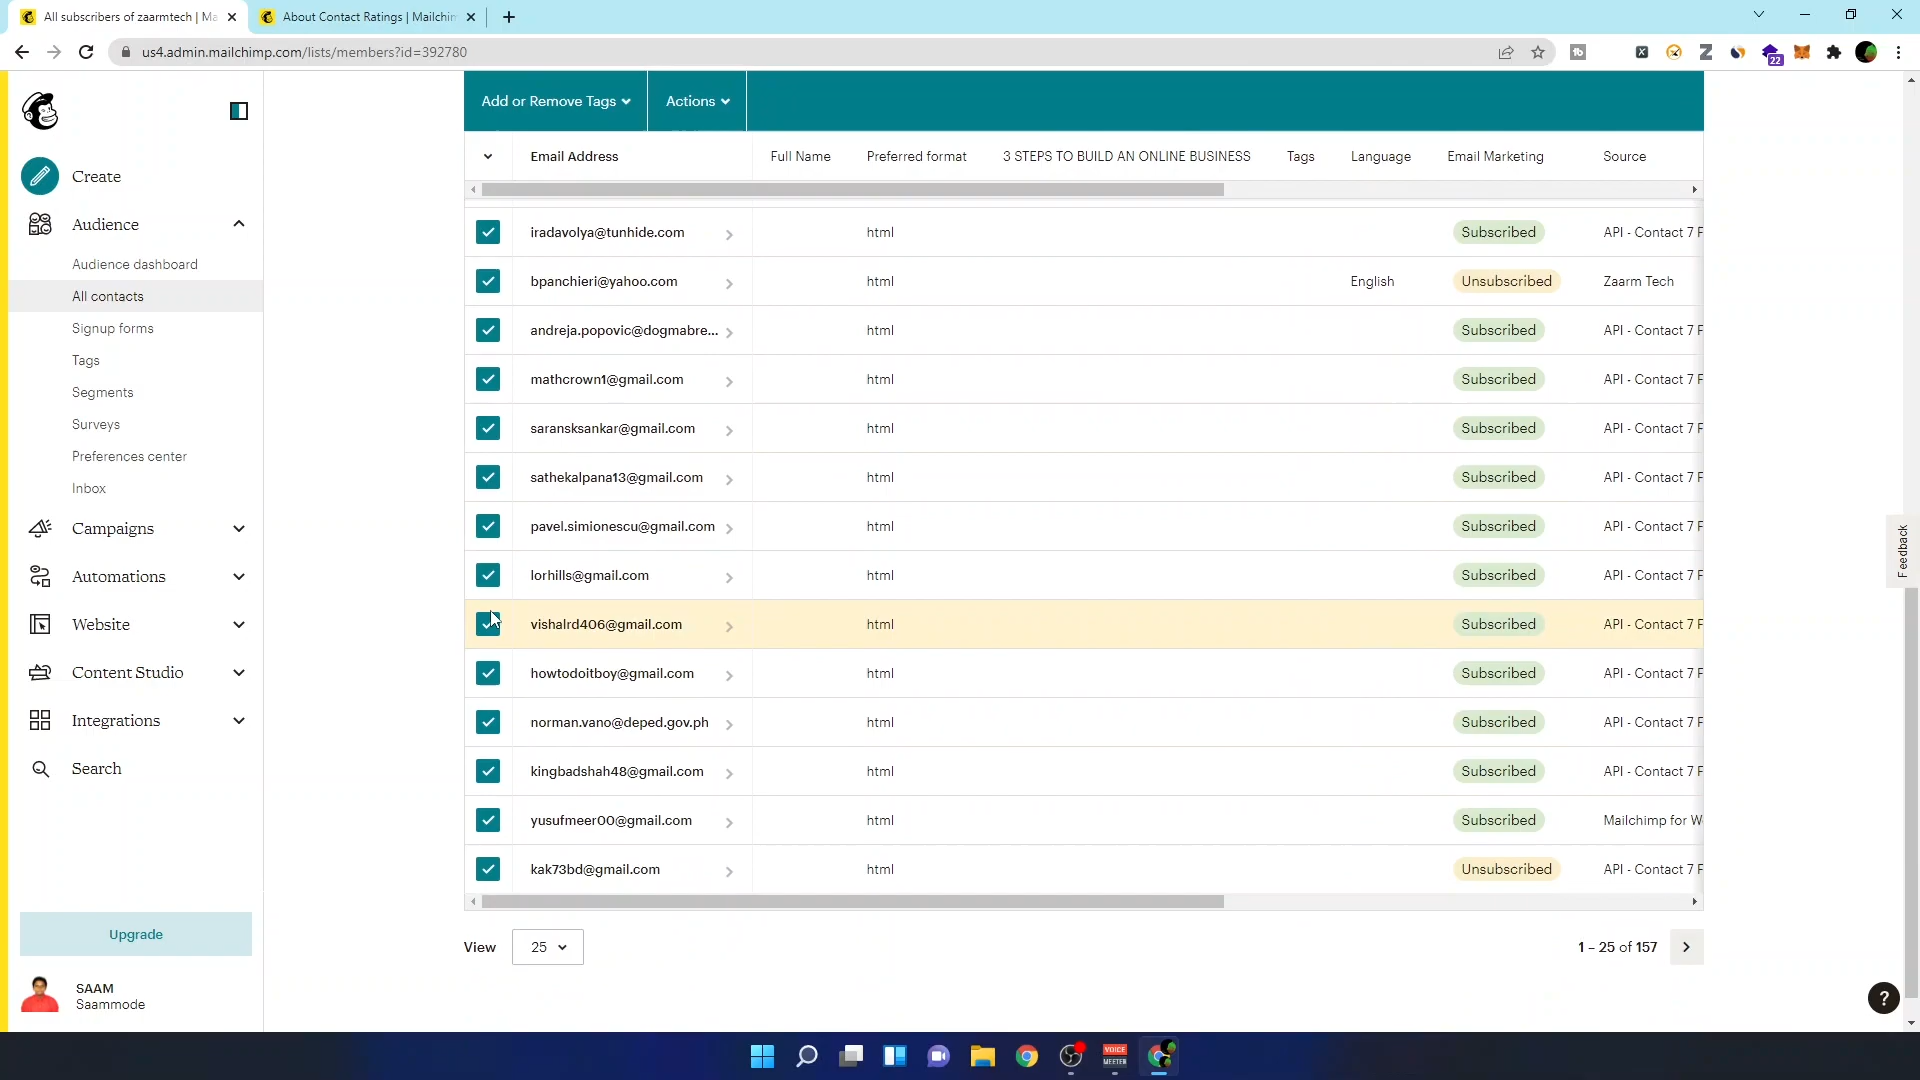 All subscribers of zaarmtech | Ma
About Contact Ratings | Mailchim
us4.admin.mailchimp.com/lists/members?id=392780
22
Add or Remove Tags
Actions
Create
Audience
Audience dashboard
All contacts
Signup forms
Tags
Segments
Surveys
Preferences center
Inbox
Campaigns
Automations
Website
Content Studio
Integrations
Search
Upgrade
SAAM
Saammode
Email Address Full Name Preferred format 3 STEPS TO BUILD AN ONLINE BUSINESS Tags Language Email Marketing Source
iradavolya@tunhide.com html Subscribed API - Contact 7 F
bpanchieri@yahoo.com html English Unsubscribed Zaarm Tech
andreja.popovic@dogmabre... html Subscribed API - Contact 7 F
mathcrown1@gmail.com html Subscribed API - Contact 7 F
saransksankar@gmail.com html Subscribed API - Contact 7 F
sathekalpana13@gmail.com html Subscribed API - Contact 7 F
pavel.simionescu@gmail.com html Subscribed API - Contact 7 F
lorhills@gmail.com html Subscribed API - Contact 7 F
vishalrd406@gmail.com html Subscribed API - Contact 7 F
howtodoitboy@gmail.com html Subscribed API - Contact 7 F
norman.vano@deped.gov.ph html Subscribed API - Contact 7 F
kingbadshah48@gmail.com html Subscribed API - Contact 7 F
yusufmeer00@gmail.com html Subscribed Mailchimp for W
kak73bd@gmail.com html Unsubscribed API - Contact 7 F
View 25 1 – 25 of 157
Feedback
?
VOICE
MEETER